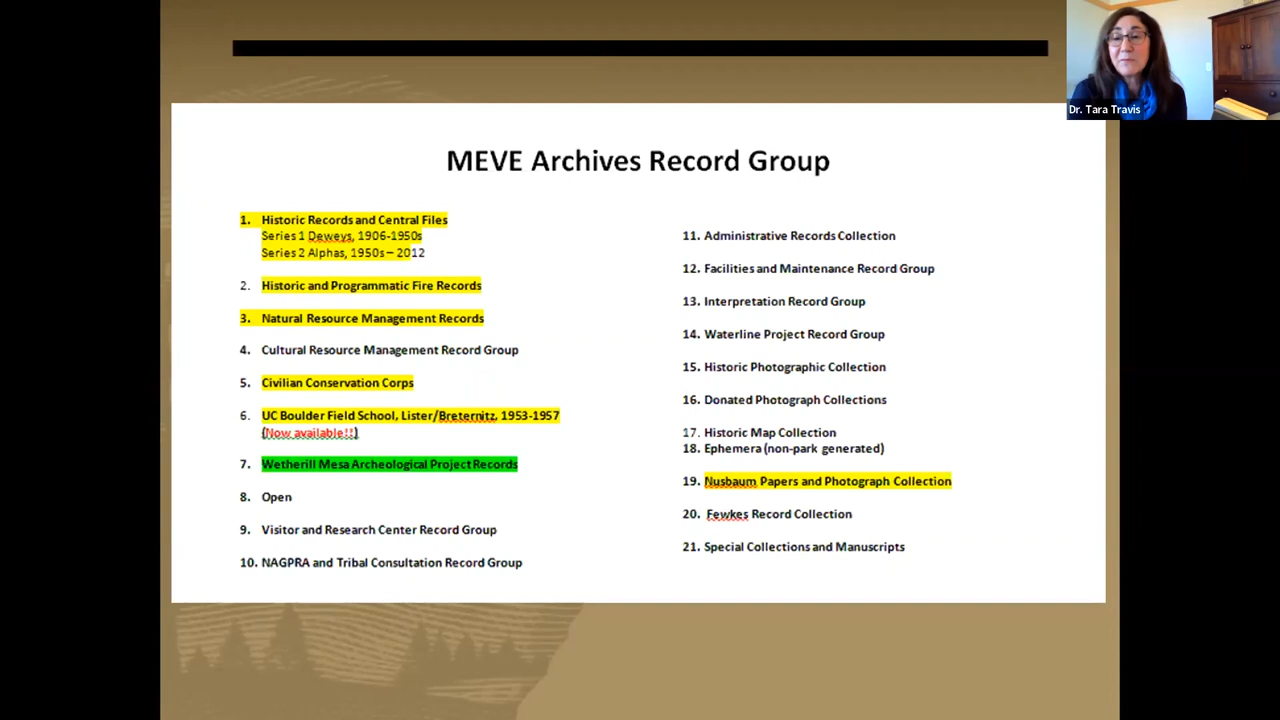 Dr. Tara Travis
MEVE Archives Record Group
1. Historic Records and Central Files
Series 1 Deweys, 1906-1950s
Series 2 Alphas, 1950s – 2012
2. Historic and Programmatic Fire Records
3. Natural Resource Management Records
4. Cultural Resource Management Record Group
5. Civilian Conservation Corps
6. UC Boulder Field School, Lister/Breternitz, 1953-1957
(Now available!!)
7. Wetherill Mesa Archeological Project Records
8. Open
9. Visitor and Research Center Record Group
10. NAGPRA and Tribal Consultation Record Group
11. Administrative Records Collection
12. Facilities and Maintenance Record Group
13. Interpretation Record Group
14. Waterline Project Record Group
15. Historic Photographic Collection
16. Donated Photograph Collections
17. Historic Map Collection
18. Ephemera (non-park generated)
19. Nusbaum Papers and Photograph Collection
20. Fewkes Record Collection
21. Special Collections and Manuscripts